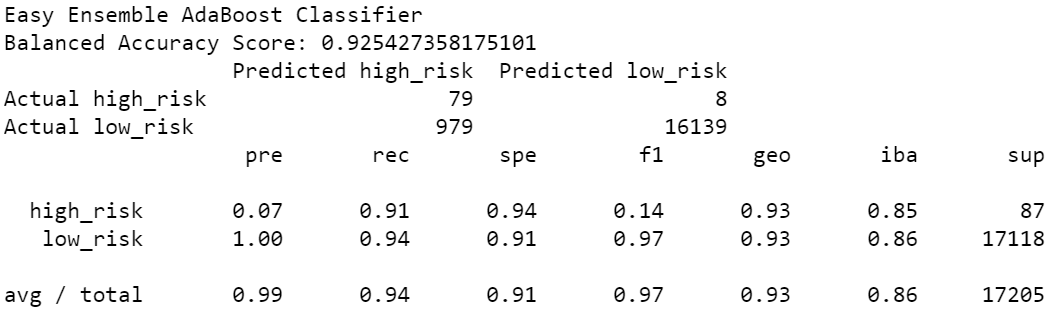 Easy Ensemble AdaBoost Classifier
Balanced Accuracy Score: 0.925427358175101
Predicted high_risk Predicted low_risk
Actual high_risk 79 8
Actual low_risk 979 16139
pre rec spe f1 geo iba sup
high_risk 0.07 0.91 0.94 0.14 0.93 0.85 87
low_risk 1.00 0.94 0.91 0.97 0.93 0.86 17118
avg / total 0.99 0.94 0.91 0.97 0.93 0.86 17205